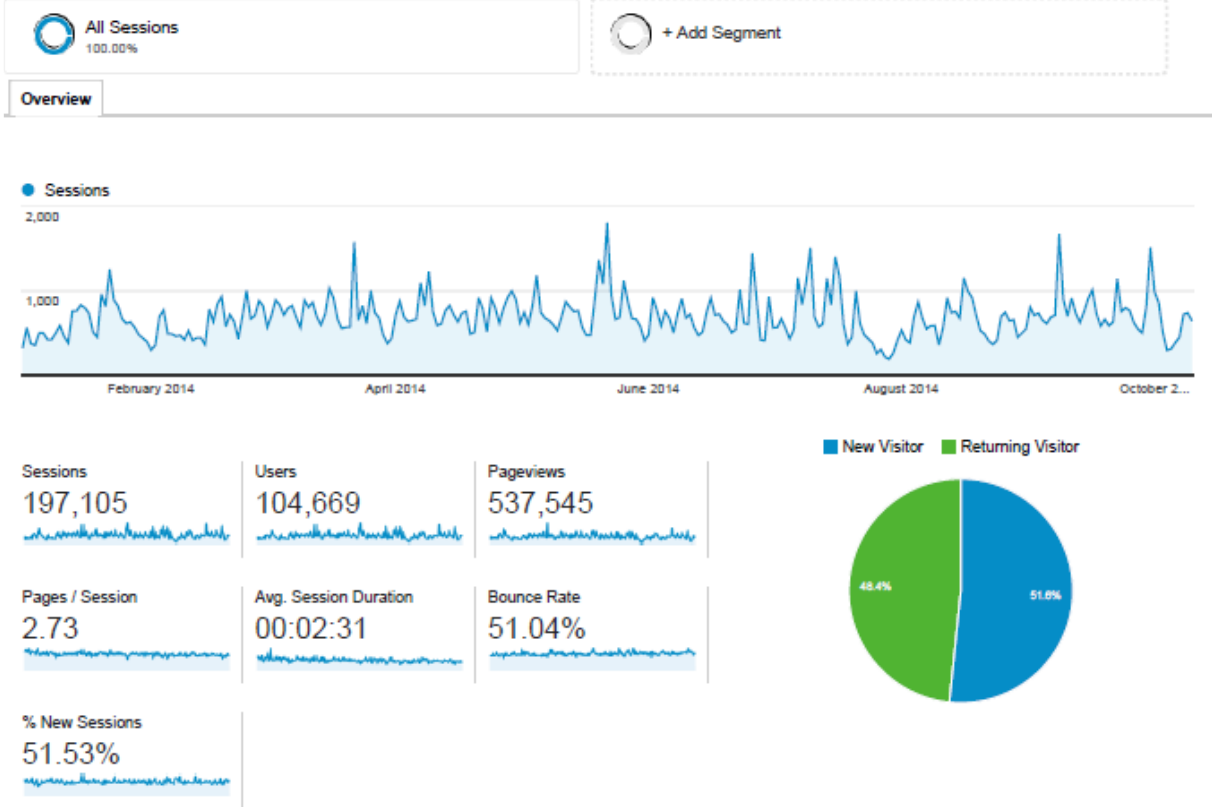 All Sessions
100.00%
+ Add Segment
Overview
Sessions
2,000
1,000
February 2014
April 2014
June 2014
August 2014
October 2...
New Visitor
Returning Visitor
Sessions
197,105
Users
104,669
Pageviews
537,545
Pages / Session
2.73
Avg. Session Duration
00:02:31
Bounce Rate
51.04%
% New Sessions
51.53%
48.4%
51.6%